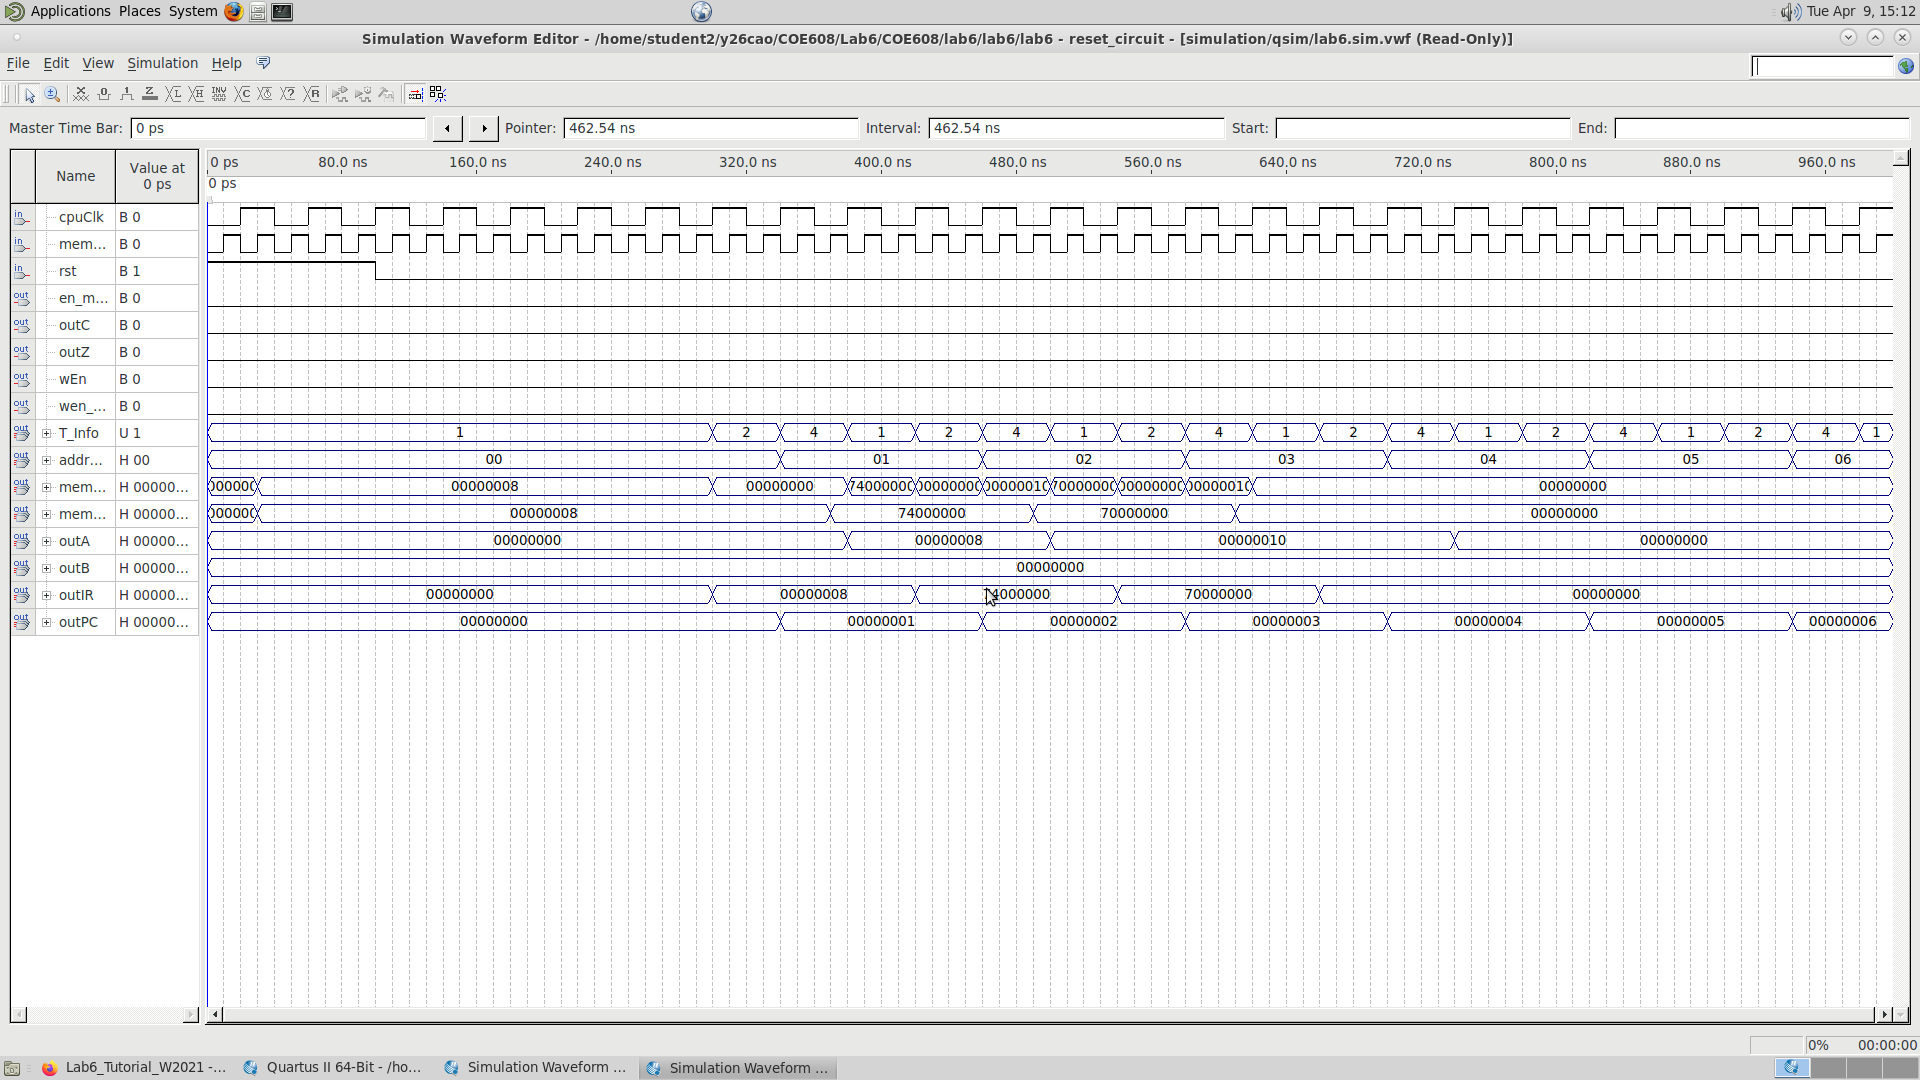 Applications Places System Tue Apr 9, 15:12
Simulation Waveform Editor - /home/student2/y26cao/COE608/Lab6/COE608/lab6/lab6/lab6 - reset_circuit - [simulation/qsim/lab6.sim.vwf (Read-Only)]
File Edit View Simulation Help
Master Time Bar: 0 ps Pointer: 462.54 ns Interval: 462.54 ns Start: End:
Name Value at 0 ps 0 ps 80.0 ns 160.0 ns 240.0 ns 320.0 ns 400.0 ns 480.0 ns 560.0 ns 640.0 ns 720.0 ns 800.0 ns 880.0 ns 960.0 ns
0 ps
cpuClk B 0
mem... B 0
rst B 1
en_m... B 0
outC B 0
outZ B 0
wEn B 0
wen_... B 0
T_Info U 1 1 2 4 1 2 4 1 2 4 1 2 4 1 2 4 1 2 4 1
addr... H 00 00 01 02 03 04 05 06
mem... H 00000... 00000008 00000000 00000000
mem... H 00000... 00000008 74000000 70000000 00000000
outA H 00000... 00000000 00000008 00000010 00000000
outB H 00000... 00000000
outIR H 00000... 00000000 00000008 4000000 70000000 00000000
outPC H 00000... 00000000 00000001 00000002 00000003 00000004 00000005 00000006
0% 00:00:00
Lab6_Tutorial_W2021 -... Quartus II 64-Bit - /ho... Simulation Waveform ... Simulation Waveform ...